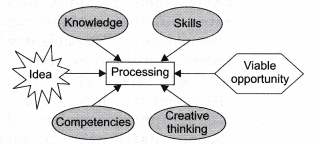 Knowledge
Skills
Idea
Processing
Viable
opportunity
Competencies
Creative
thinking